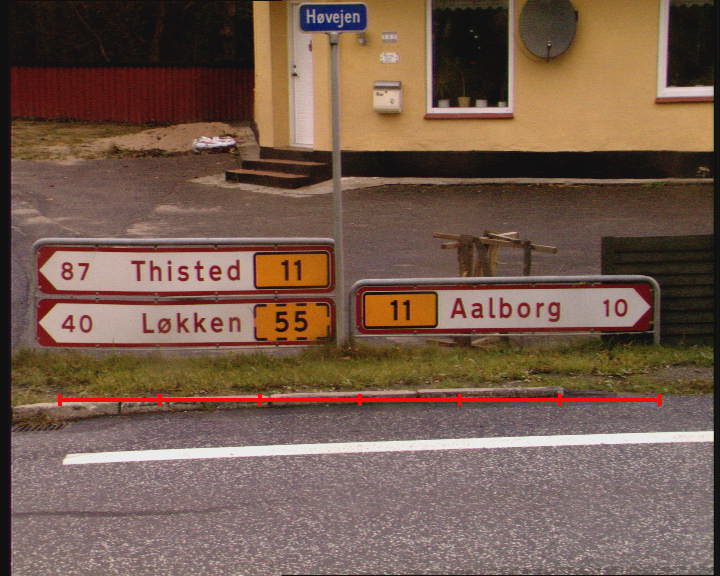 Høvejen
87 Thisted 11
40 Løkken 55
11 Aalborg 10